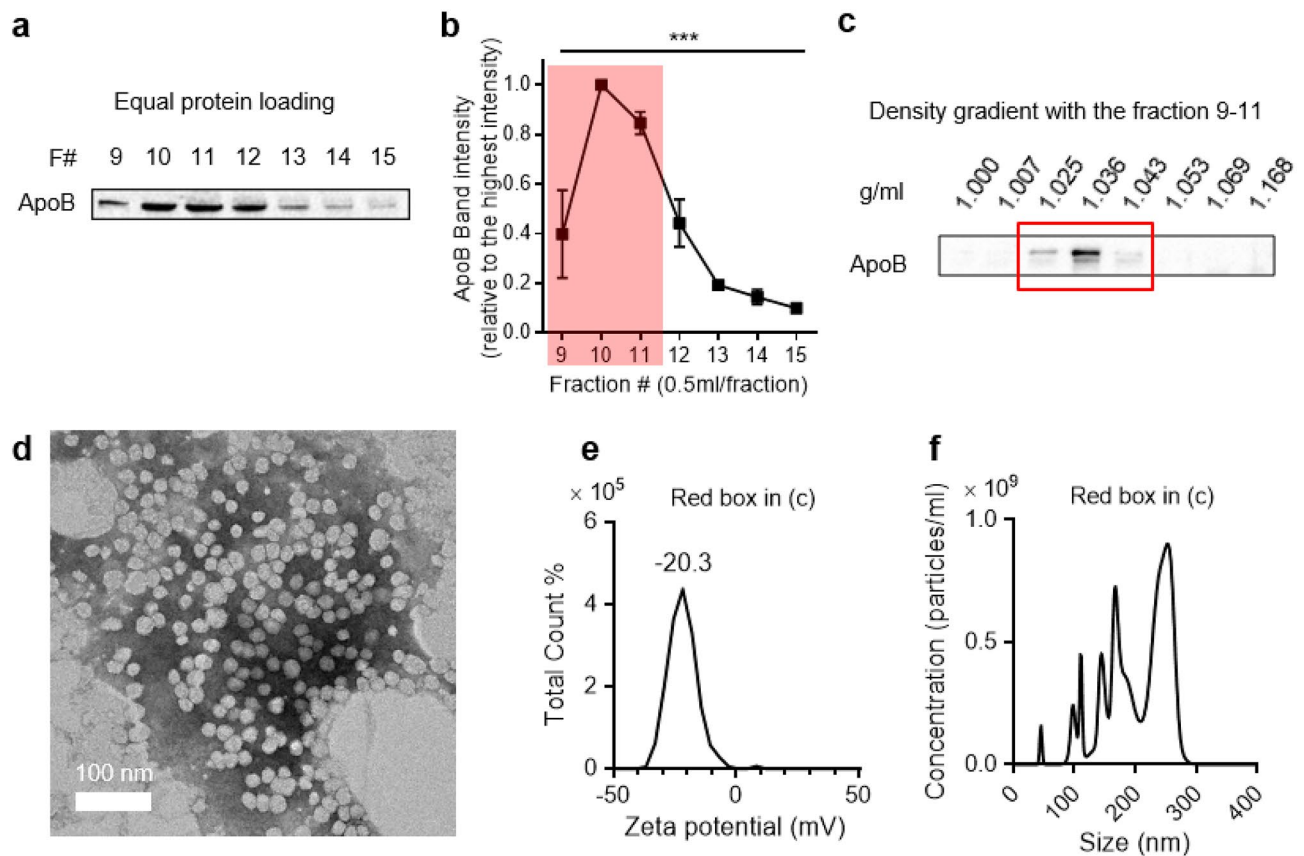 a
Equal protein loading
F# 9 10 11 12 13 14 15
ApoB
b
***
ApoB Band intensity
(relative to the highest intensity)
1.0
0.8
0.6
0.4
0.2
0.0
9 10 11 12 13 14 15
Fraction # (0.5ml/fraction)
c
Density gradient with the fraction 9-11
g/ml 1.000 1.007 1.025 1.036 1.043 1.053 1.069 1.168
ApoB
d
100 nm
e
× 10⁵
Red box in (c)
-20.3
Total Count %
6
4
2
0
-50 0 50
Zeta potential (mV)
f
× 10⁹
Red box in (c)
Concentration (particles/ml)
1.0
0.5
0.0
0 100 200 300 400
Size (nm)